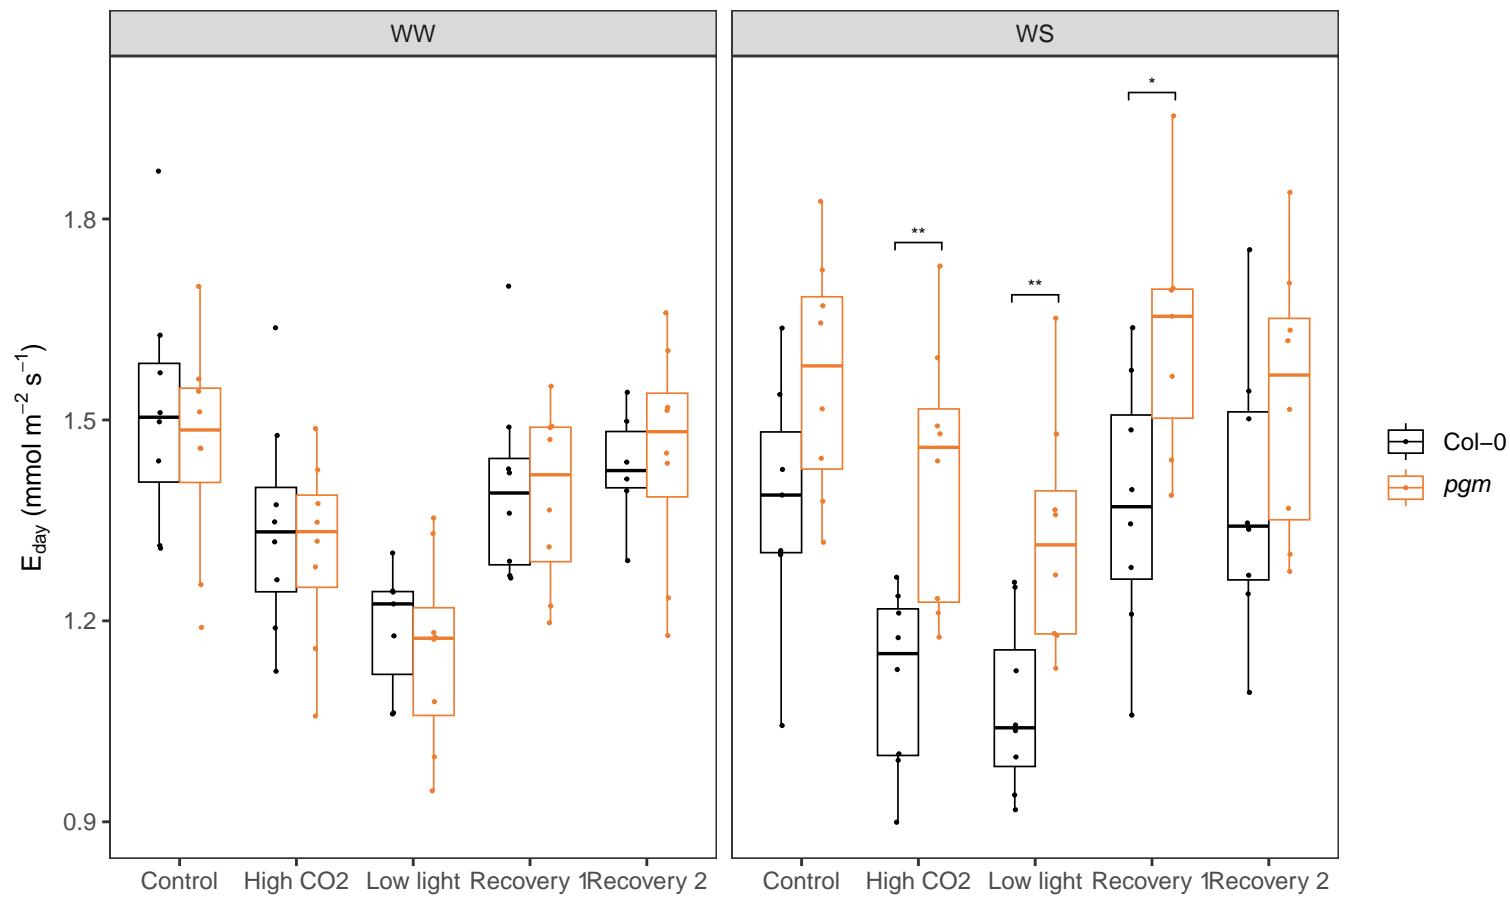 WW
WS
*
**
**
1.8
1.5
1.2
0.9
E_day (mmol m⁻² s⁻¹)
Col−0
pgm
Control High CO2 Low light Recovery 1 Recovery 2
Control High CO2 Low light Recovery 1 Recovery 2